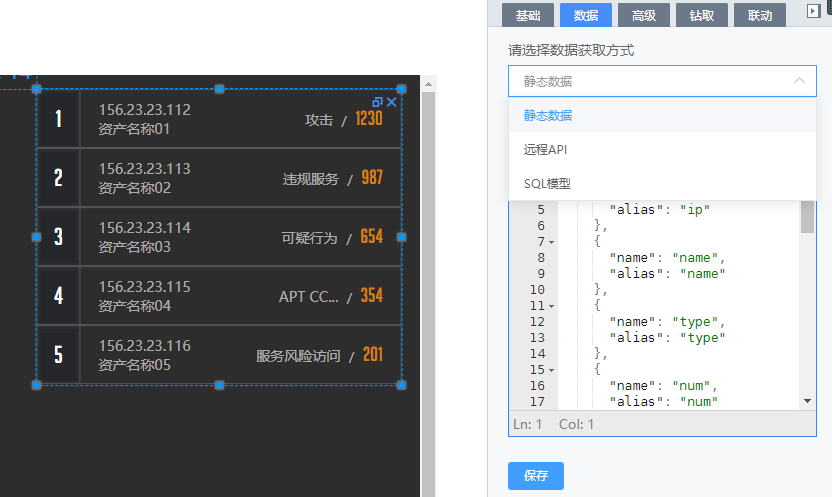 基础 数据 高级 钻取 联动
请选择数据获取方式
静态数据
静态数据
远程API
SQL模型
1 156.23.23.112 资产名称01 攻击 / 1230
2 156.23.23.113 资产名称02 违规服务 / 987
3 156.23.23.114 资产名称03 可疑行为 / 654
4 156.23.23.115 资产名称04 APT CC... / 354
5 156.23.23.116 资产名称05 服务风险访问 / 201
5 "alias": "ip"
6 },
7 {
8 "name": "name",
9 "alias": "name"
10 },
11 {
12 "name": "type",
13 "alias": "type"
14 },
15 {
16 "name": "num",
17 "alias": "num"
Ln: 1 Col: 1
保存